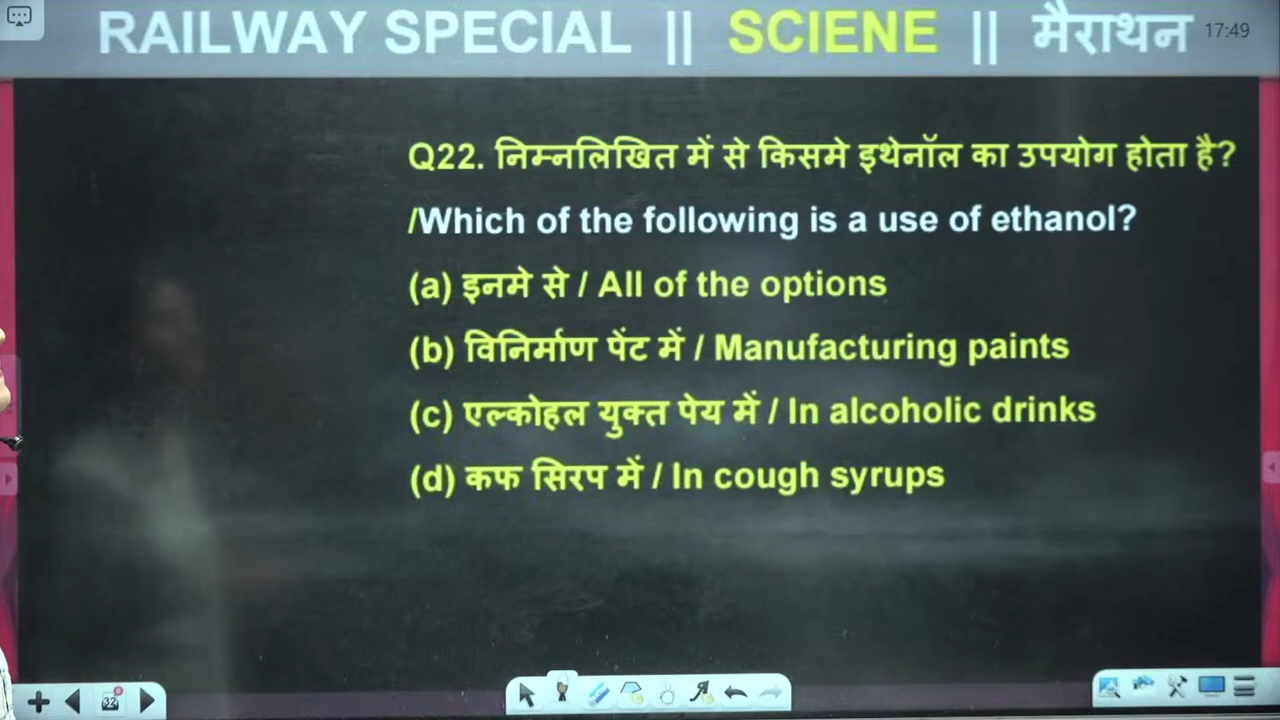 RAILWAY SPECIAL || SCIENE || मैराथन 17:49
Q22. निम्नलिखित में से किसमे इथेनॉल का उपयोग होता है?
/Which of the following is a use of ethanol?
(a) इनमे से / All of the options
(b) विनिर्माण पेंट में / Manufacturing paints
(c) एल्कोहल युक्त पेय में / In alcoholic drinks
(d) कफ सिरप में / In cough syrups
32